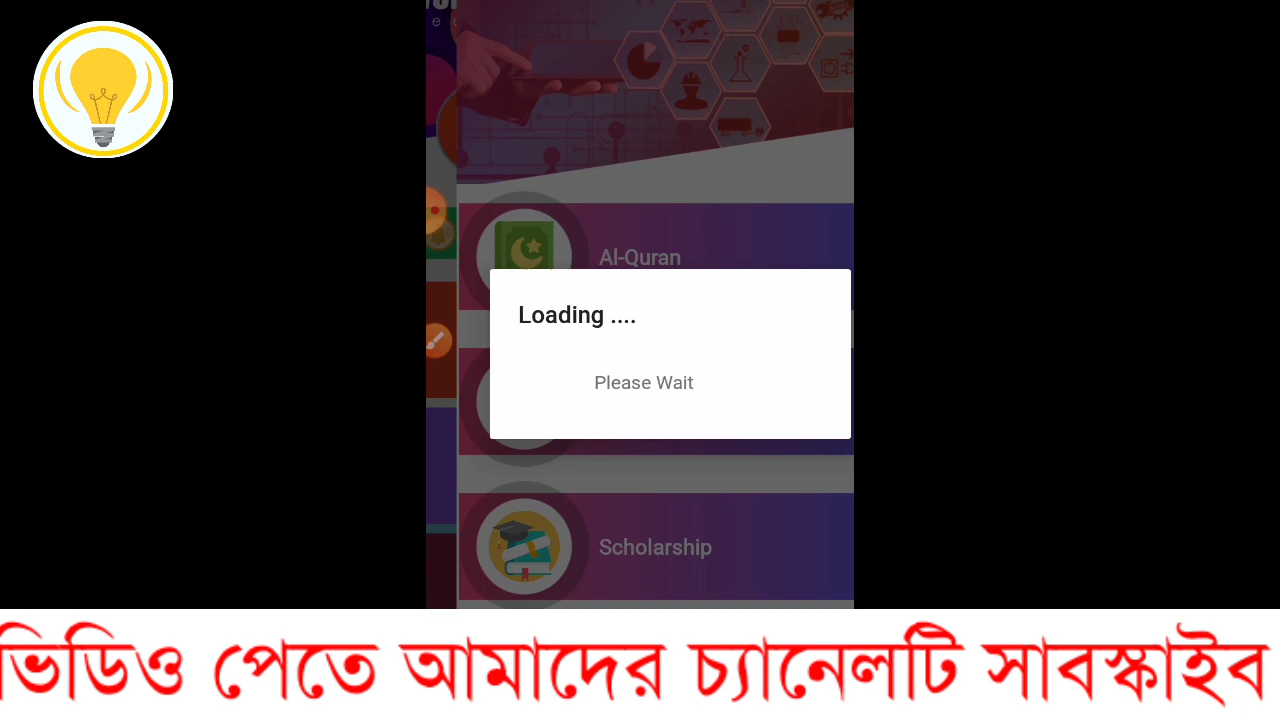 Al-Quran
Loading ....
Please Wait
Scholarship
ভিডিও পেতে আমাদের চ্যানেলটি সাবস্কাইব